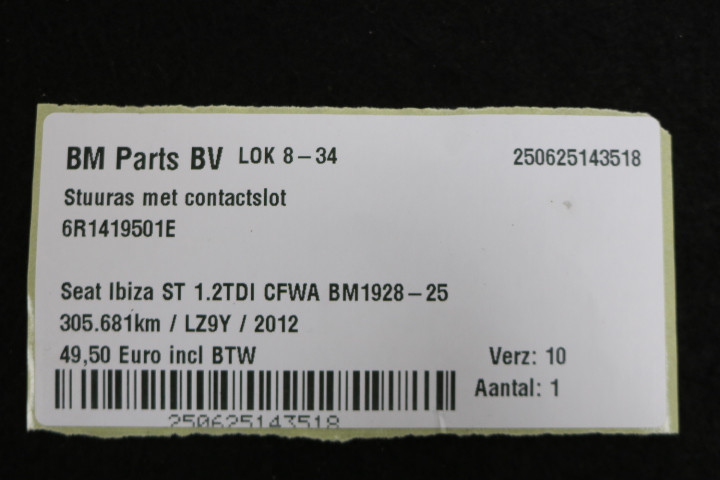 BM Parts BV LOK 8-34 250625143518
Stuuras met contactslot
6R1419501E
Seat Ibiza ST 1.2TDI CFWA BM1928-25
305.681km / LZ9Y / 2012
49,50 Euro incl BTW Verz: 10
Aantal: 1
250625143518